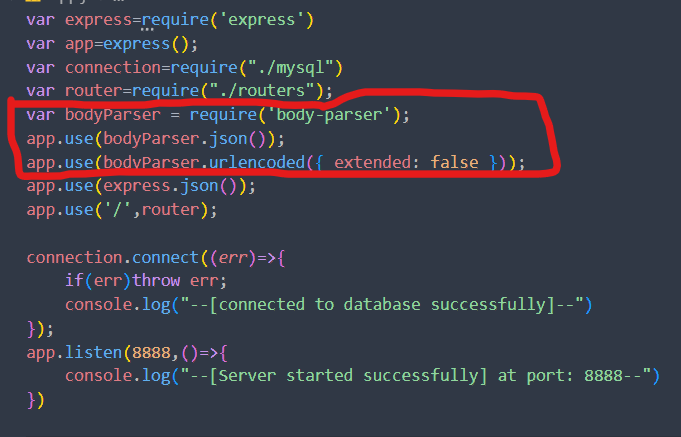 var express=require('express')
var app=express();
var connection=require("./mysql")
var router=require("./routers");
var bodyParser = require('body-parser');
app.use(bodyParser.json());
app.use(bodyParser.urlencoded({ extended: false }));
app.use(express.json());
app.use('/',router);
connection.connect((err)=>{
if(err)throw err;
console.log("--[connected to database successfully]--")
});
app.listen(8888,()=>{
console.log("--[Server started successfully] at port: 8888--")
})